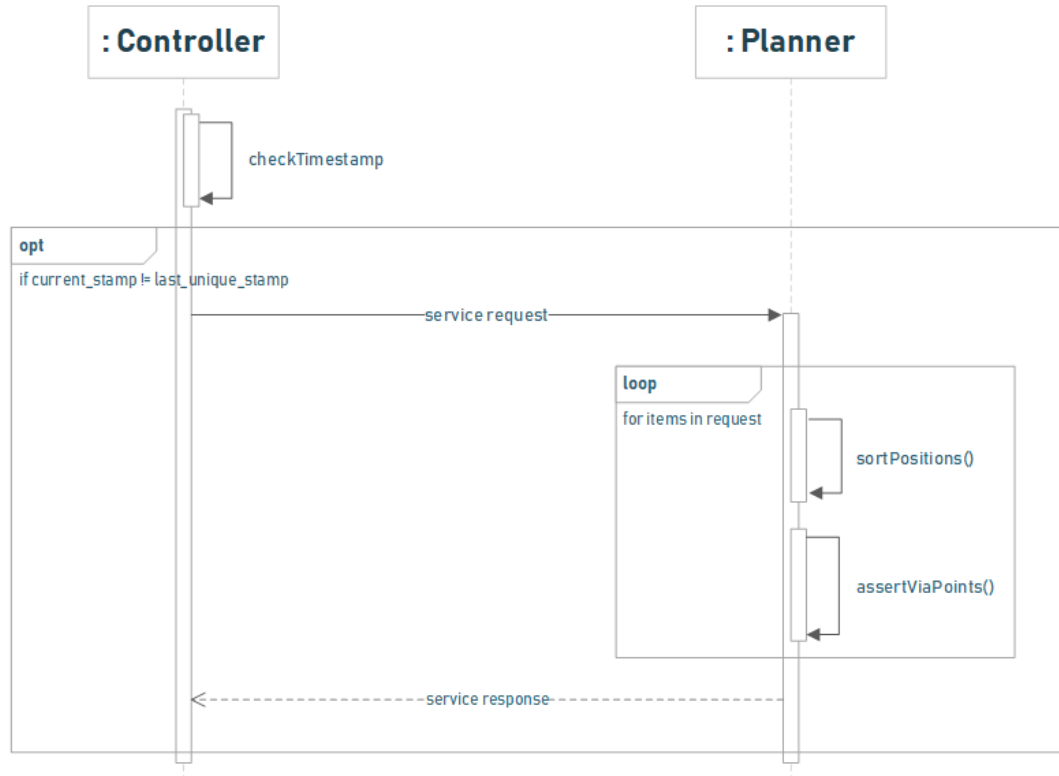 : Controller
: Planner
checkTimestamp
opt
if current_stamp != last_unique_stamp
service request
loop
for items in request
sortPositions()
assertViaPoints()
service response